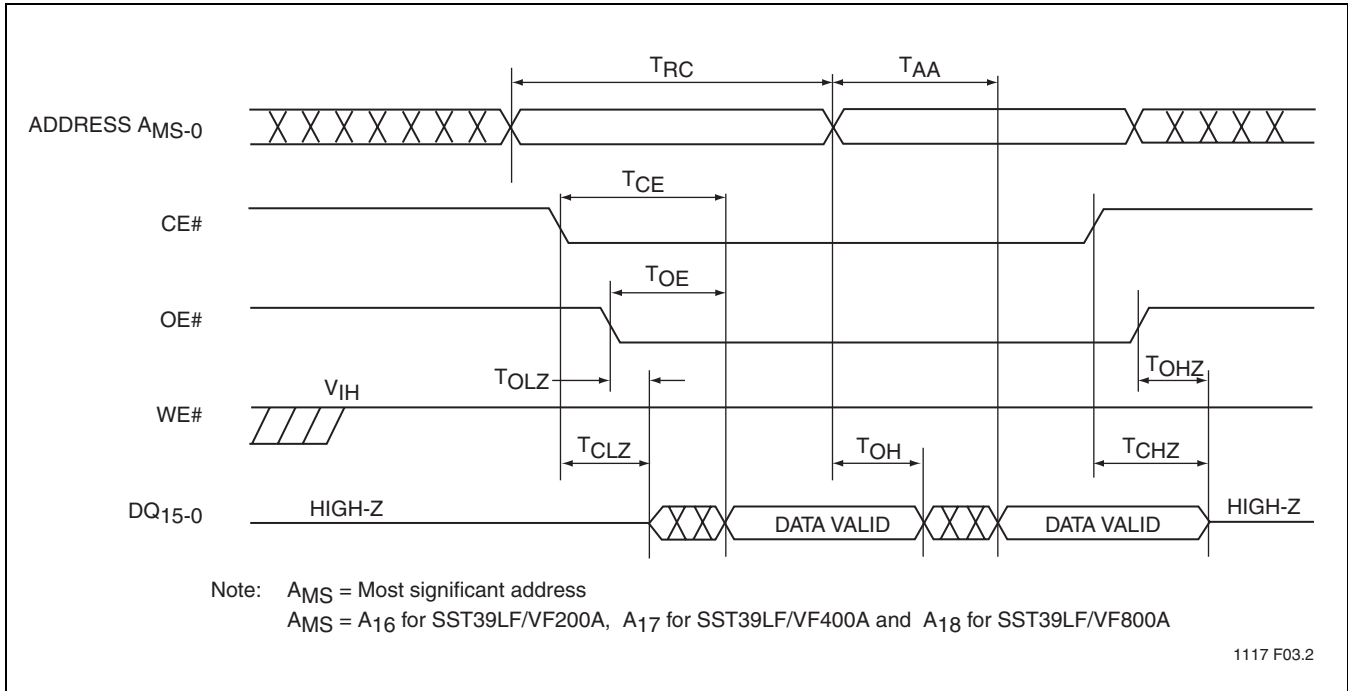 TRC TAA
ADDRESS AMS-0
TCE
CE#
TOE
OE#
TOLZ TOHZ
VIH
WE#
TCLZ TOH TCHZ
DQ15-0 HIGH-Z DATA VALID DATA VALID HIGH-Z
Note: AMS = Most significant address
AMS = A16 for SST39LF/VF200A, A17 for SST39LF/VF400A and A18 for SST39LF/VF800A
1117 F03.2